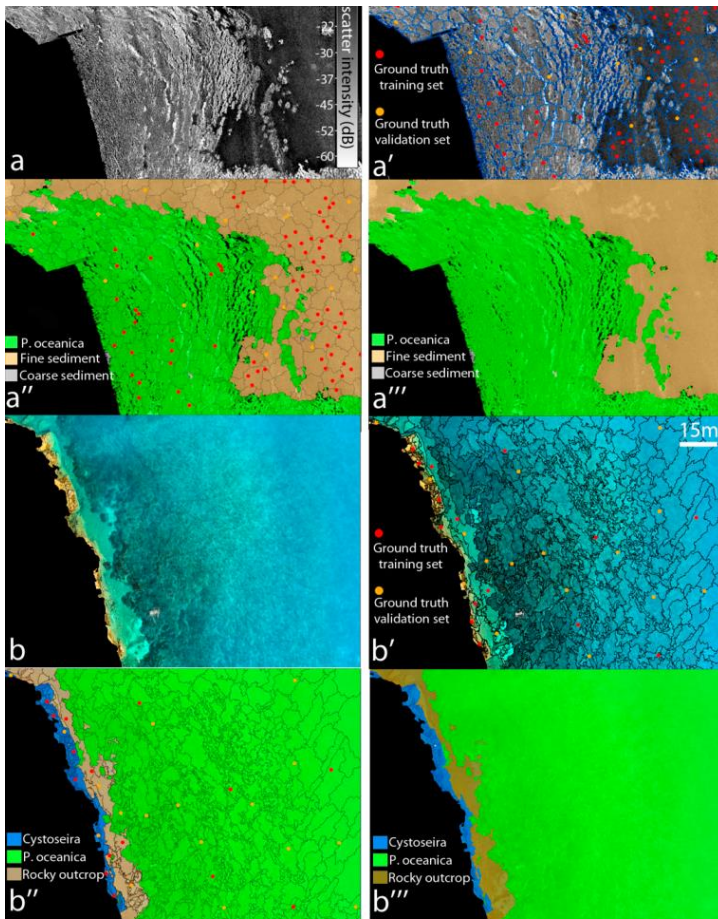 scatter intensity (dB)
-22
-30
-37
-45
-52
-60
a
Ground truth
training set
Ground truth
validation set
a'
P. oceanica
Fine sediment
Coarse sediment
a''
P. oceanica
Fine sediment
Coarse sediment
a'''
b
15m
Ground truth
training set
Ground truth
validation set
b'
Cystoseira
P. oceanica
Rocky outcrop
b''
Cystoseira
P. oceanica
Rocky outcrop
b'''